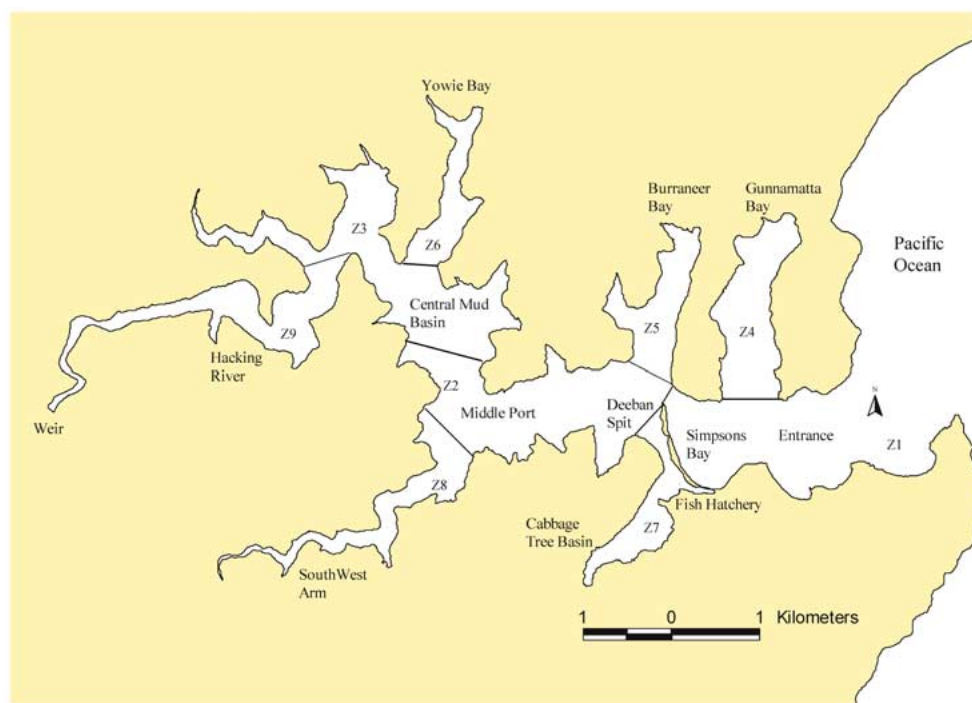 Yowie Bay
Burraneer
Bay
Gunnamatta
Bay
Pacific
Ocean
Z3
Z6
Central Mud
Basin
Z5
Z4
Z9
Hacking
River
Weir
Z2
Middle Port
Deeban
Spit
Simpsons
Bay
Entrance
N
Z1
Z8
Fish Hatchery
Cabbage
Tree Basin
Z7
SouthWest
Arm
1 0 1 Kilometers